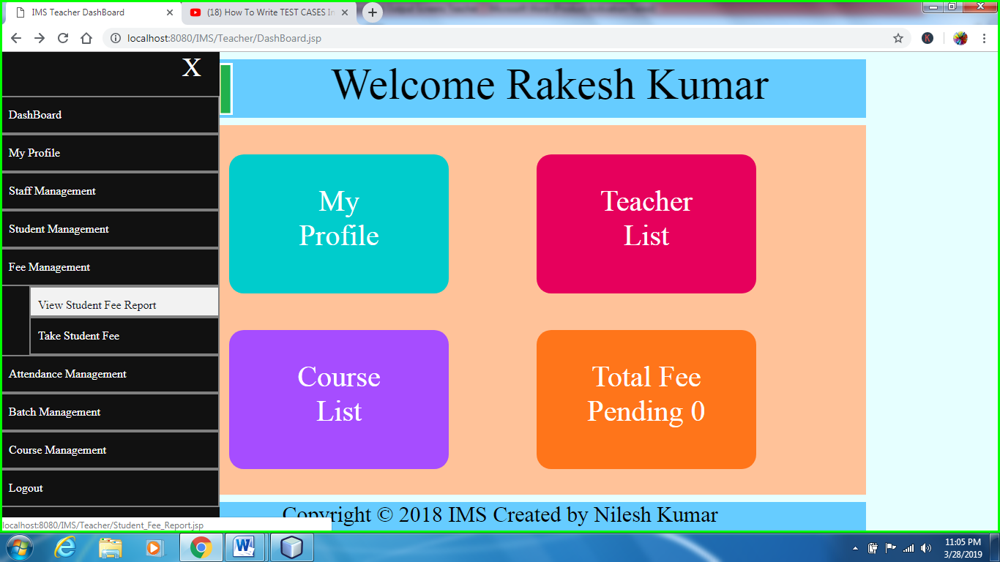 IMS Teacher DashBoard
(18) How To Write TEST CASES In
localhost:8080/IMS/Teacher/DashBoard.jsp
K
X
DashBoard
My Profile
Staff Management
Student Management
Fee Management
View Student Fee Report
Take Student Fee
Attendance Management
Batch Management
Course Management
Logout
Welcome Rakesh Kumar
My
Profile
Teacher
List
Course
List
Total Fee
Pending 0
Copyright © 2018 IMS Created by Nilesh Kumar
localhost:8080/IMS/Teacher/Student_Fee_Report.jsp
11:05 PM
3/28/2019